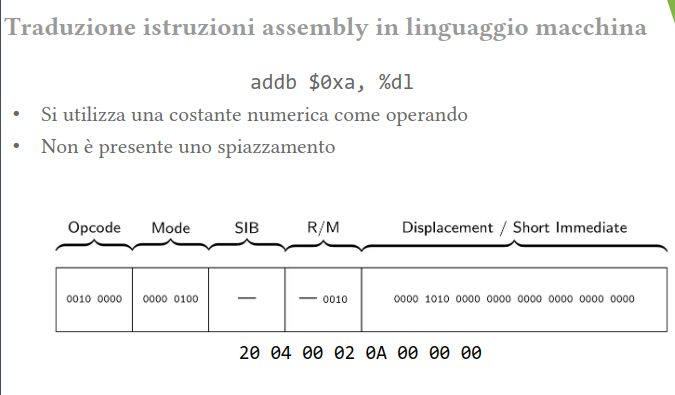 Traduzione istruzioni assembly in linguaggio macchina
addb $0xa, %dl
• Si utilizza una costante numerica come operando
• Non è presente uno spiazzamento
Opcode Mode SIB R/M Displacement / Short Immediate
0010 0000 0000 0100 — — 0010 0000 1010 0000 0000 0000 0000 0000 0000
20 04 00 02 0A 00 00 00